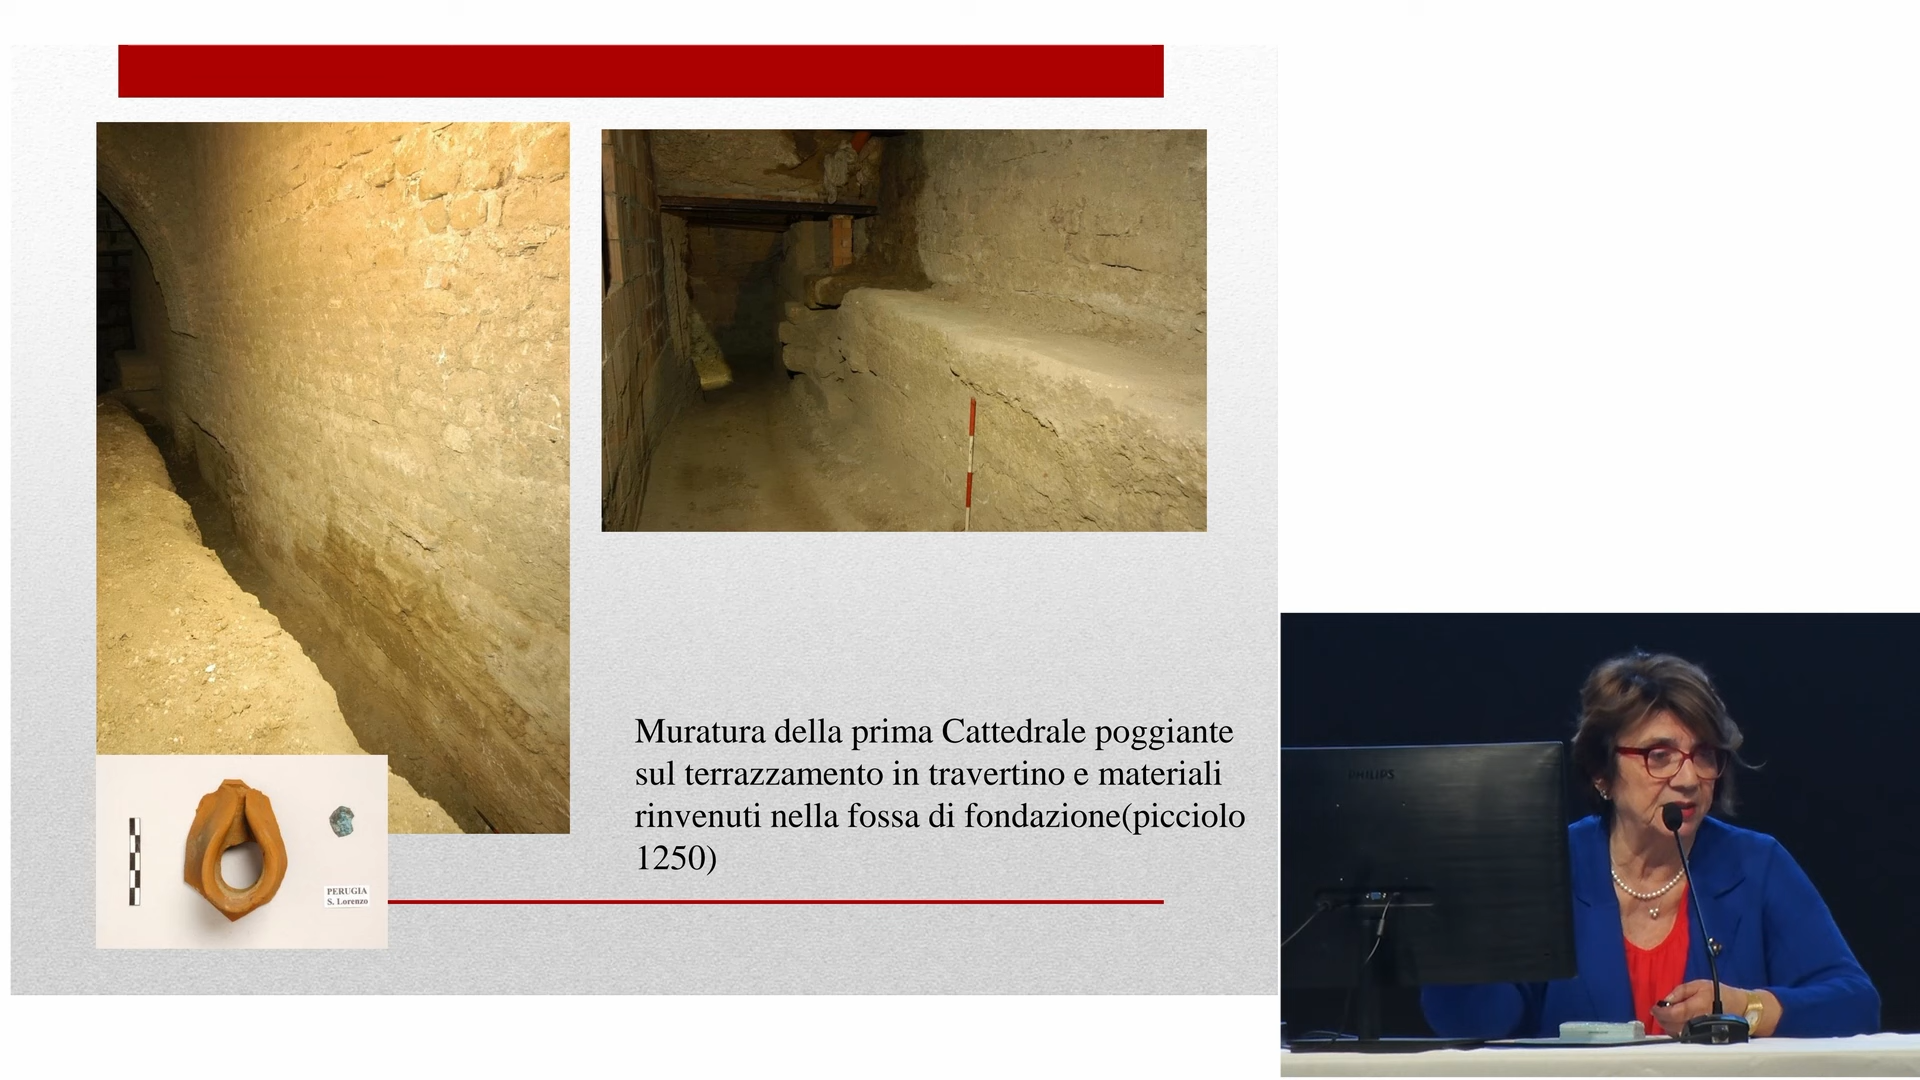 Muratura della prima Cattedrale poggiante
sul terrazzamento in travertino e materiali
rinvenuti nella fossa di fondazione(picciolo
1250)
PERUGIA
S. Lorenzo
PHILIPS